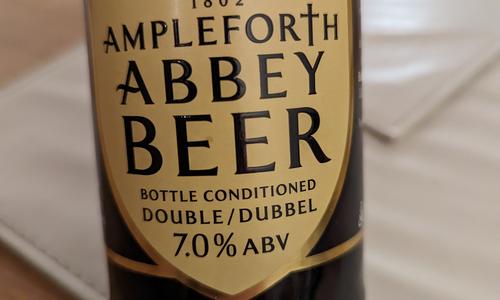 1802
AMPLEFORTH
ABBEY
BEER
BOTTLE CONDITIONED
DOUBLE/DUBBEL
7.0% ABV